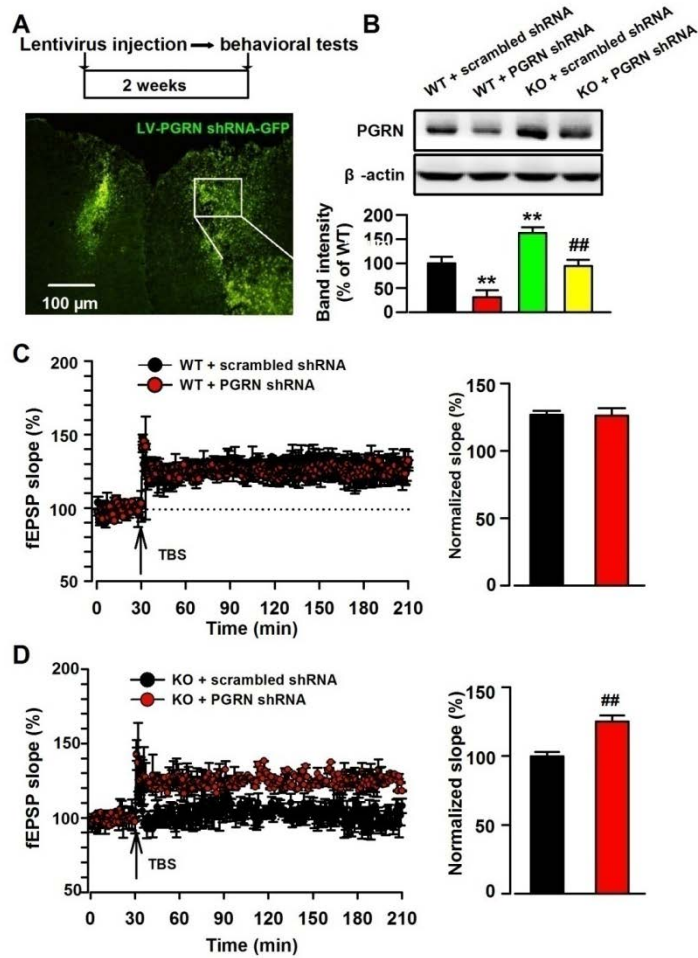 A
Lentivirus injection → behavioral tests
2 weeks
LV-PGRN shRNA-GFP
100 µm
B
WT + scrambled shRNA
WT + PGRN shRNA
KO + scrambled shRNA
KO + PGRN shRNA
PGRN
β -actin
Band intensity
(% of WT)
200
150
100
50
0
**
**
##
C
WT + scrambled shRNA
WT + PGRN shRNA
fEPSP slope (%)
200
150
100
50
TBS
0 30 60 90 120 150 180 210
Time (min)
Normalized slope (%)
150
100
50
0
D
KO + scrambled shRNA
KO + PGRN shRNA
fEPSP slope (%)
200
150
100
50
TBS
0 30 60 90 120 150 180 210
Time (min)
Normalized slope (%)
150
100
50
0
##